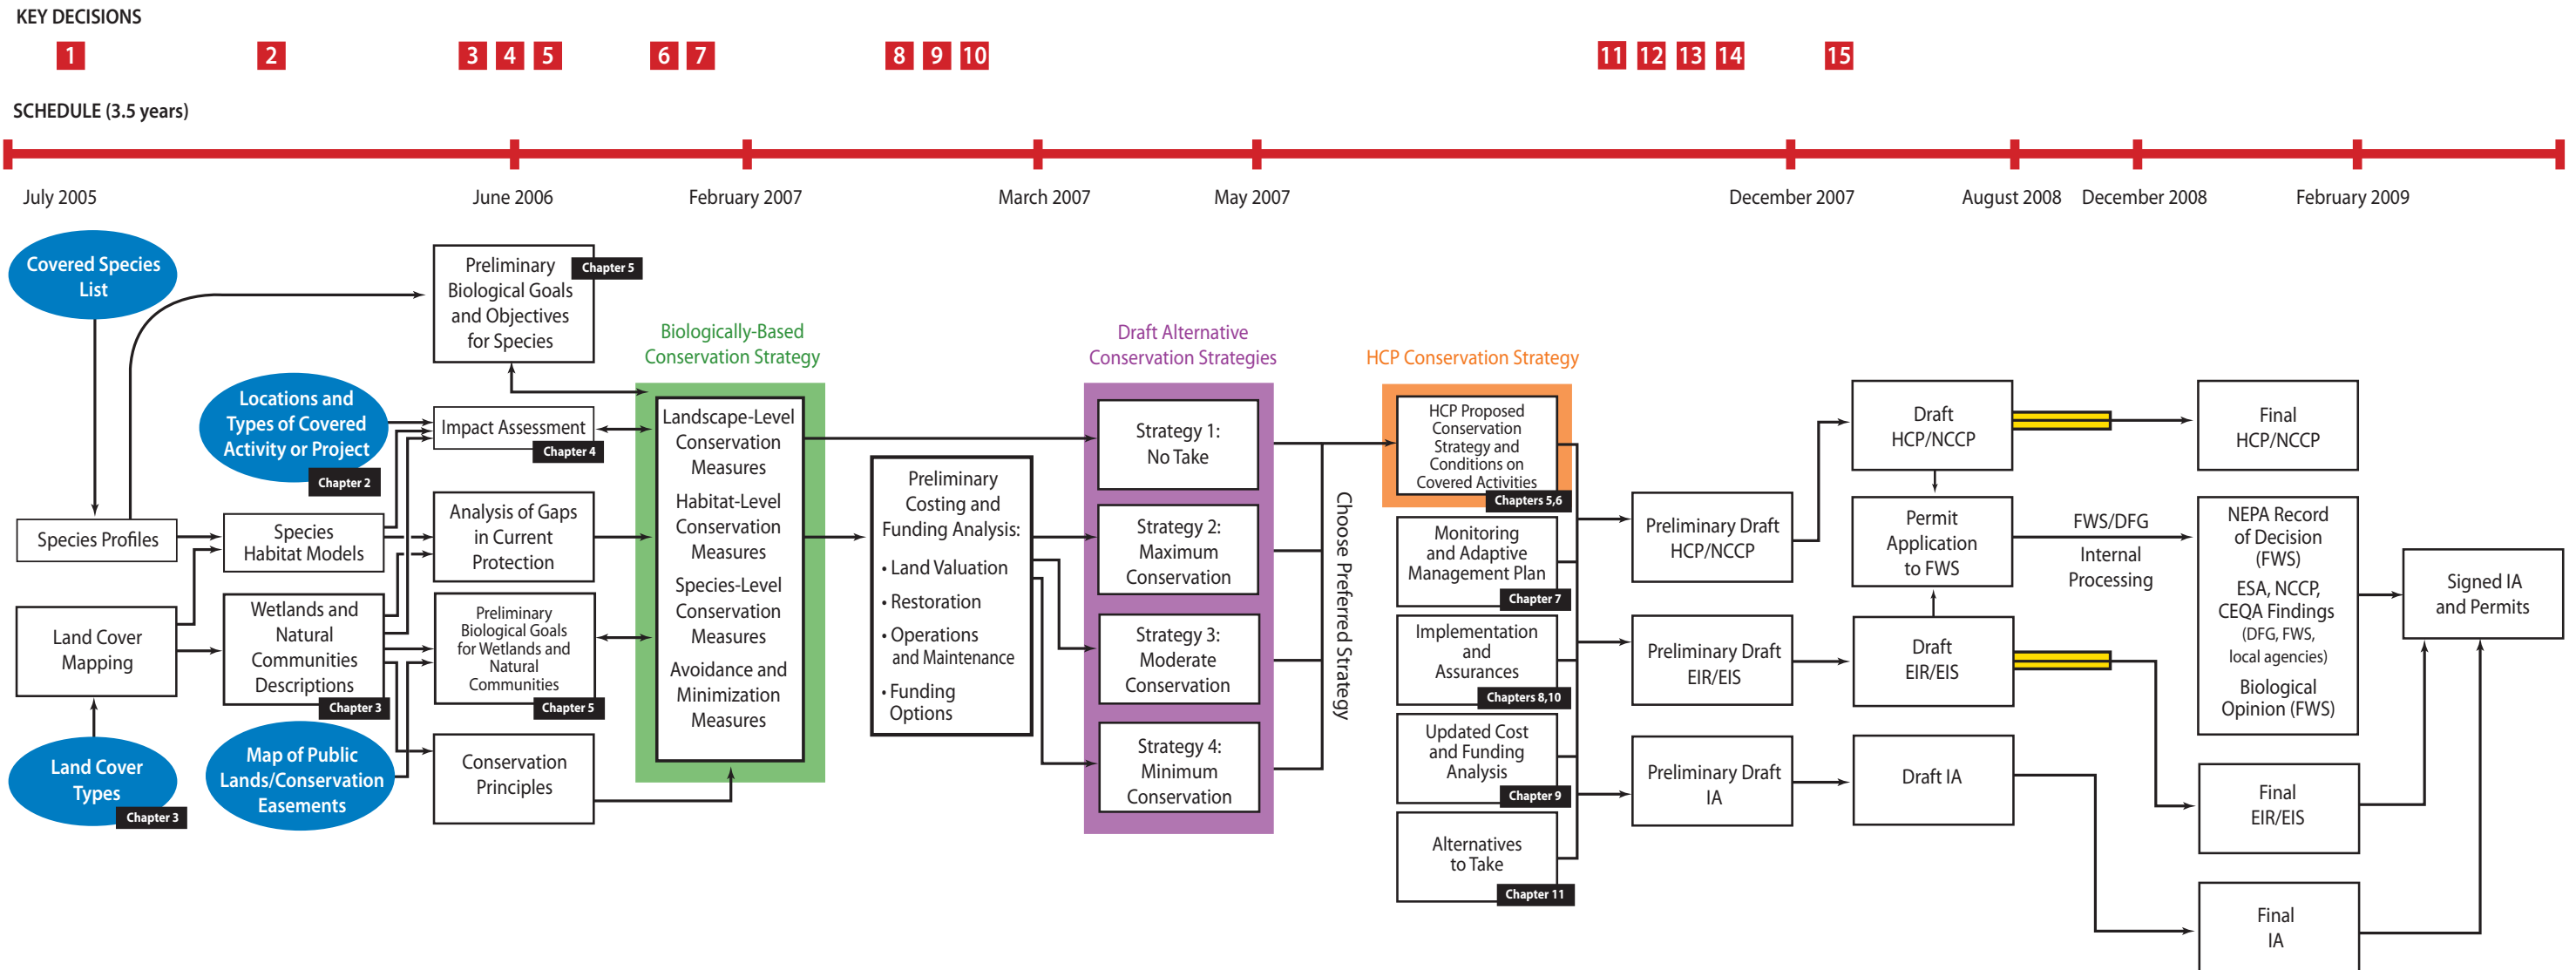 KEY DECISIONS
1
2
3
4
5
6
7
8
9
10
11
12
13
14
15
SCHEDULE (3.5 years)
July 2005
June 2006
February 2007
March 2007
May 2007
December 2007
August 2008
December 2008
February 2009
Covered Species
List
Species Profiles
Land Cover
Mapping
Land Cover
Types
Chapter 3
Locations and
Types of Covered
Activity or Project
Chapter 2
Species
Habitat Models
Wetlands and
Natural
Communities
Descriptions
Chapter 3
Map of Public
Lands/Conservation
Easements
Preliminary
Biological Goals
and Objectives
for Species
Chapter 5
Impact Assessment
Chapter 4
Analysis of Gaps
in Current
Protection
Preliminary
Biological Goals
for Wetlands and
Natural
Communities
Chapter 5
Conservation
Principles
Biologically-Based
Conservation Strategy
Landscape-Level
Conservation
Measures
Habitat-Level
Conservation
Measures
Species-Level
Conservation
Measures
Avoidance and
Minimization
Measures
Preliminary
Costing and
Funding Analysis:
• Land Valuation
• Restoration
• Operations
and Maintenance
• Funding
Options
Draft Alternative
Conservation Strategies
Strategy 1:
No Take
Strategy 2:
Maximum
Conservation
Strategy 3:
Moderate
Conservation
Strategy 4:
Minimum
Conservation
Choose Preferred Strategy
HCP Conservation Strategy
HCP Proposed
Conservation
Strategy and
Conditions on
Covered Activities
Chapters 5,6
Monitoring
and Adaptive
Management Plan
Chapter 7
Implementation
and
Assurances
Chapters 8,10
Updated Cost
and Funding
Analysis
Chapter 9
Alternatives
to Take
Chapter 11
Preliminary Draft
HCP/NCCP
Preliminary Draft
EIR/EIS
Preliminary Draft
IA
Draft
HCP/NCCP
Permit
Application
to FWS
Draft
EIR/EIS
Draft IA
FWS/DFG
Internal
Processing
Final
HCP/NCCP
NEPA Record
of Decision
(FWS)
ESA, NCCP,
CEQA Findings
(DFG, FWS,
local agencies)
Biological
Opinion (FWS)
Final
EIR/EIS
Final
IA
Signed IA
and Permits